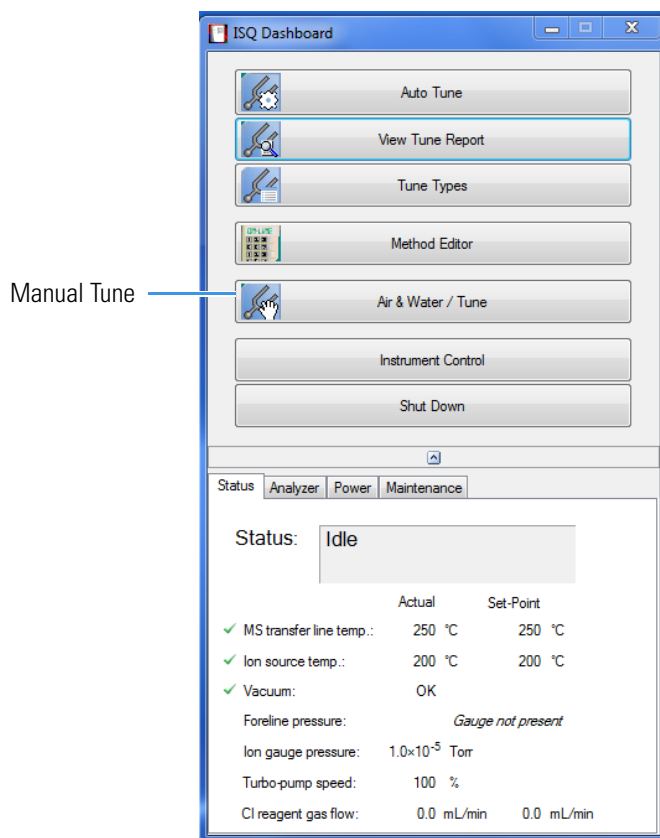 ISQ Dashboard
Auto Tune
View Tune Report
Tune Types
Method Editor
Manual Tune
Air & Water / Tune
Instrument Control
Shut Down
Status Analyzer Power Maintenance
Status: Idle
Actual Set-Point
MS transfer line temp.: 250 °C 250 °C
Ion source temp.: 200 °C 200 °C
Vacuum: OK
Foreline pressure: Gauge not present
Ion gauge pressure: 1.0×10⁻⁵ Torr
Turbo-pump speed: 100 %
CI reagent gas flow: 0.0 mL/min 0.0 mL/min